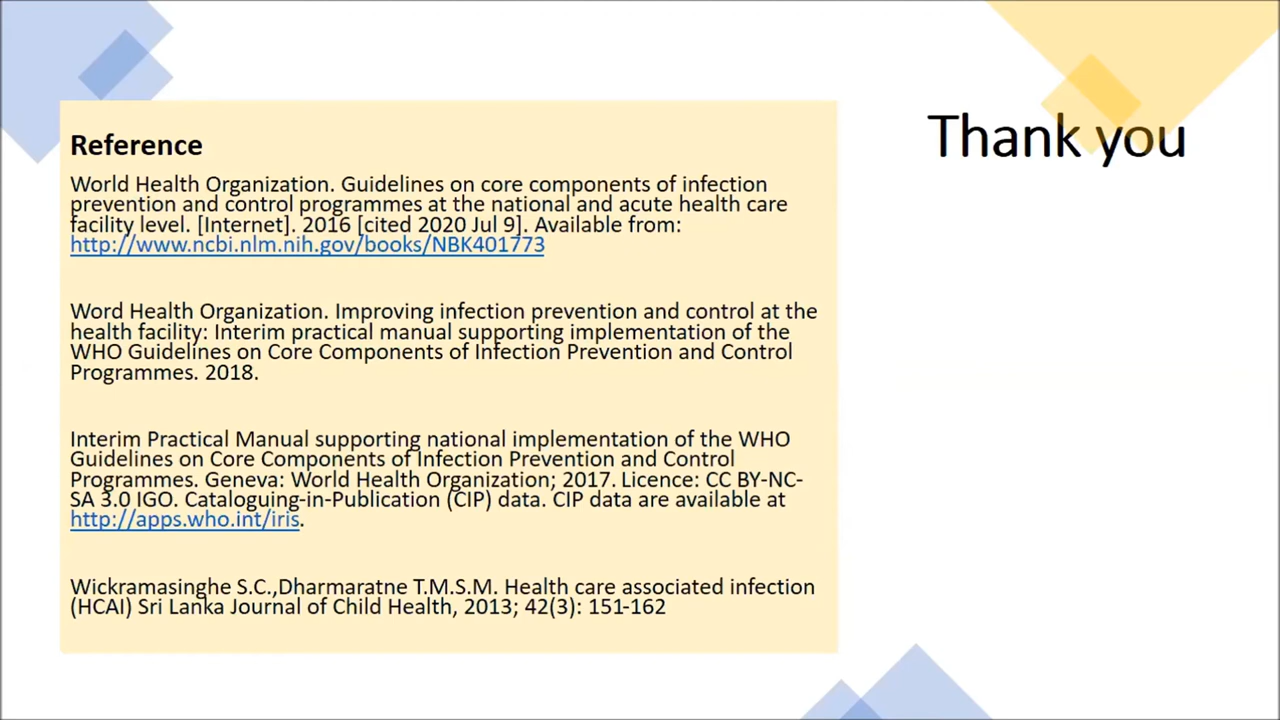 Thank you
Reference
World Health Organization. Guidelines on core components of infection
prevention and control programmes at the national and acute health care
facility level. [Internet]. 2016 [cited 2020 Jul 9]. Available from:
http://www.ncbi.nlm.nih.gov/books/NBK401773
Word Health Organization. Improving infection prevention and control at the
health facility: Interim practical manual supporting implementation of the
WHO Guidelines on Core Components of Infection Prevention and Control
Programmes. 2018.
Interim Practical Manual supporting national implementation of the WHO
Guidelines on Core Components of Infection Prevention and Control
Programmes. Geneva: World Health Organization; 2017. Licence: CC BY-NC-
SA 3.0 IGO. Cataloguing-in-Publication (CIP) data. CIP data are available at
http://apps.who.int/iris.
Wickramasinghe S.C.,Dharmaratne T.M.S.M. Health care associated infection
(HCAI) Sri Lanka Journal of Child Health, 2013; 42(3): 151-162